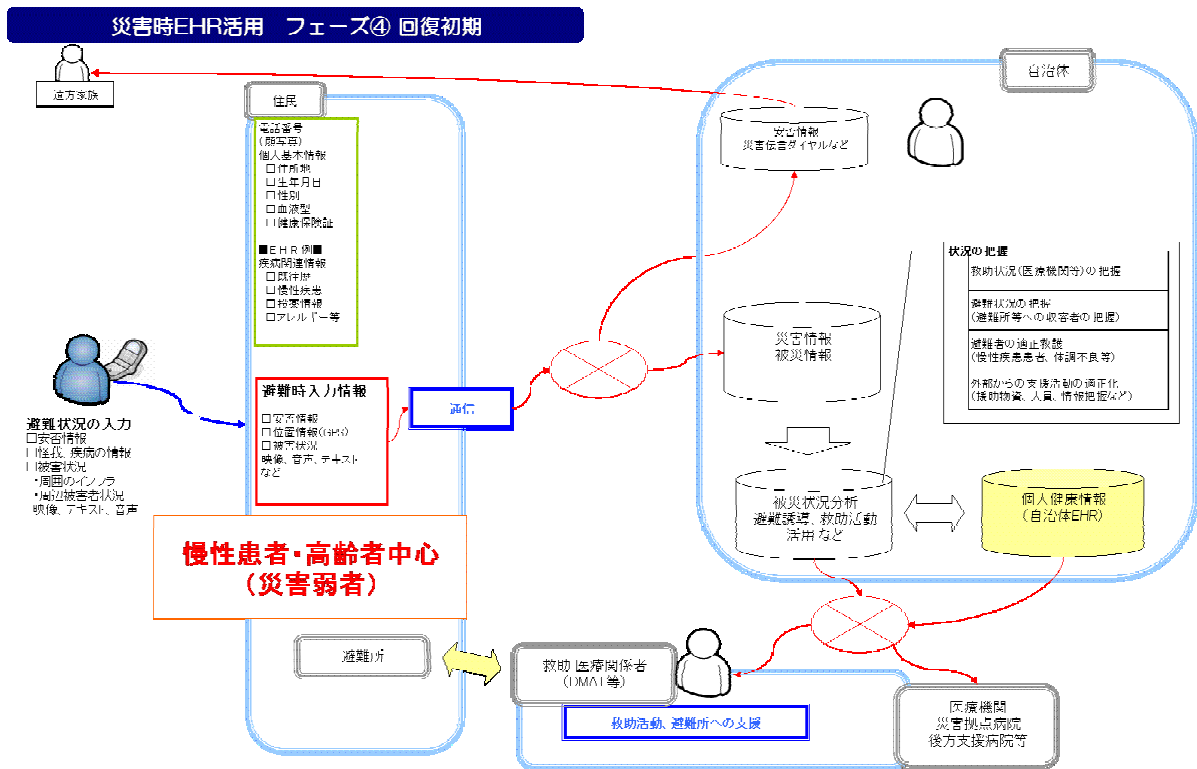 災害時EHR活用　フェーズ④ 回復初期
遠方家族
住民
電話番号
(顔写真)
個人基本情報
□住所地
□生年月日
□性別
□血液型
□健康保険証
■EHR例■
疾病関連情報
□既往歴
□慢性疾患
□投薬情報
□アレルギー等
避難時入力情報
□安否情報
□位置情報(GPS)
□被害状況
映像、音声、テキスト
など
避難状況の入力
□安否情報
□怪我、疾病の情報
□被害状況
・周囲のインフラ
・周辺被害者状況
映像、テキスト、音声
通信
慢性患者・高齢者中心
（災害弱者）
避難所
自治体
安否情報
災害伝言ダイヤルなど
災害情報
被災情報
状況の把握
救助状況(医療機関等)の把握
避難状況の把握
(避難所等への収容者の把握)
避難者の適正救護
(慢性疾患患者、体調不良等)
外部からの支援活動の適正化
(援助物資、人員、情報把握など)
被災状況分析
避難誘導、救助活動
活用など
個人健康情報
（自治体EHR）
救助 医療関係者
（DMAT等）
救助活動、避難所への支援
医療機関
災害拠点病院
後方支援病院等